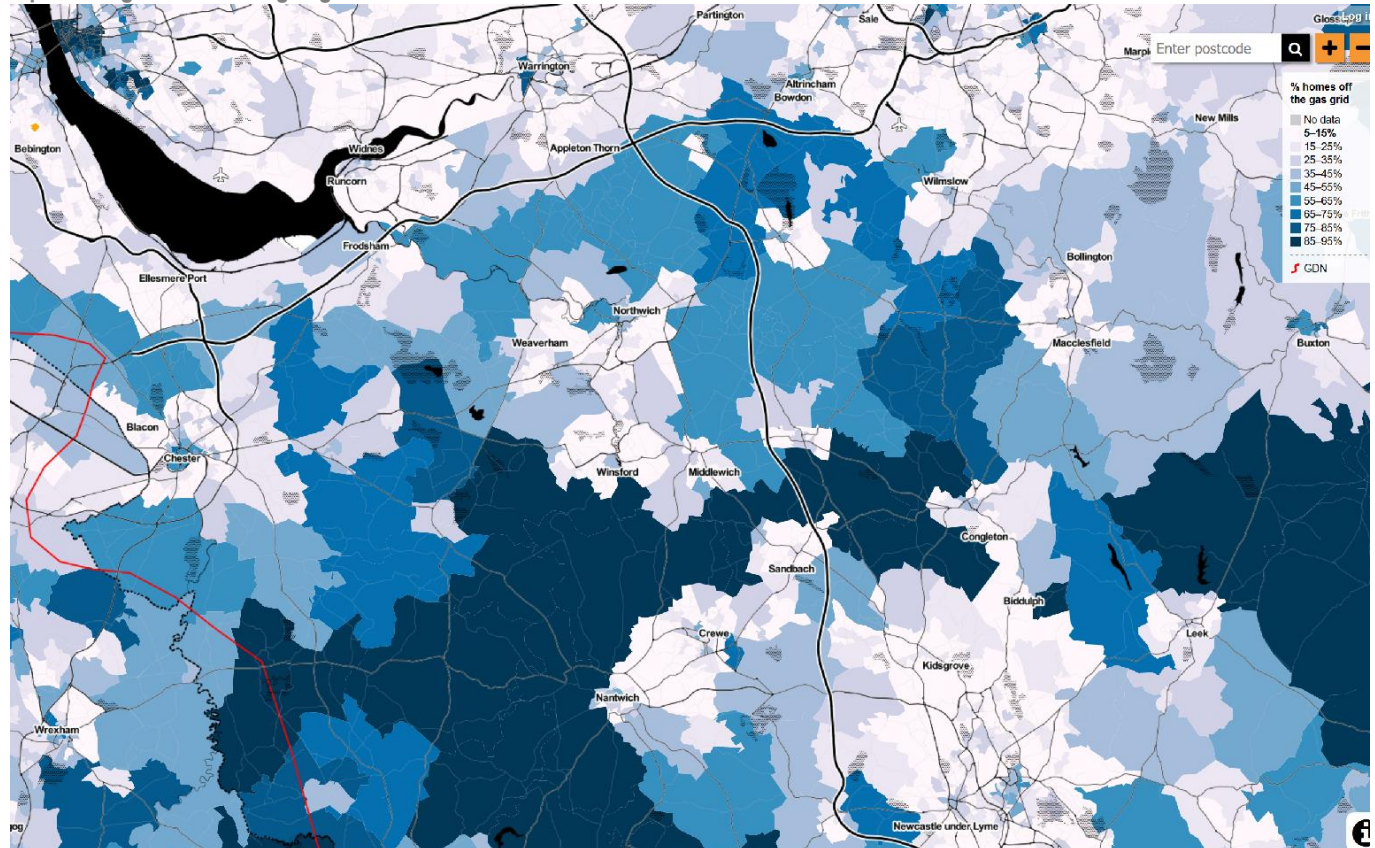 Partington
Sale
Gloss
Log in
Marpl
Enter postcode
Warrington
Altrincham
Bowdon
% homes off
the gas grid
No data
5–15%
15–25%
25–35%
35–45%
45–55%
55–65%
65–75%
75–85%
85–95%
GDN
New Mills
Bebington
Widnes
Appleton Thorn
Runcorn
Wilmslow
Frodsham
Bollington
Ellesmere Port
Northwich
Weaverham
Macclesfield
Buxton
Blacon
Chester
Winsford
Middlewich
Congleton
Sandbach
Biddulph
Crewe
Leek
Kidsgrove
Nantwich
Wrexham
Newcastle under Lyme
og